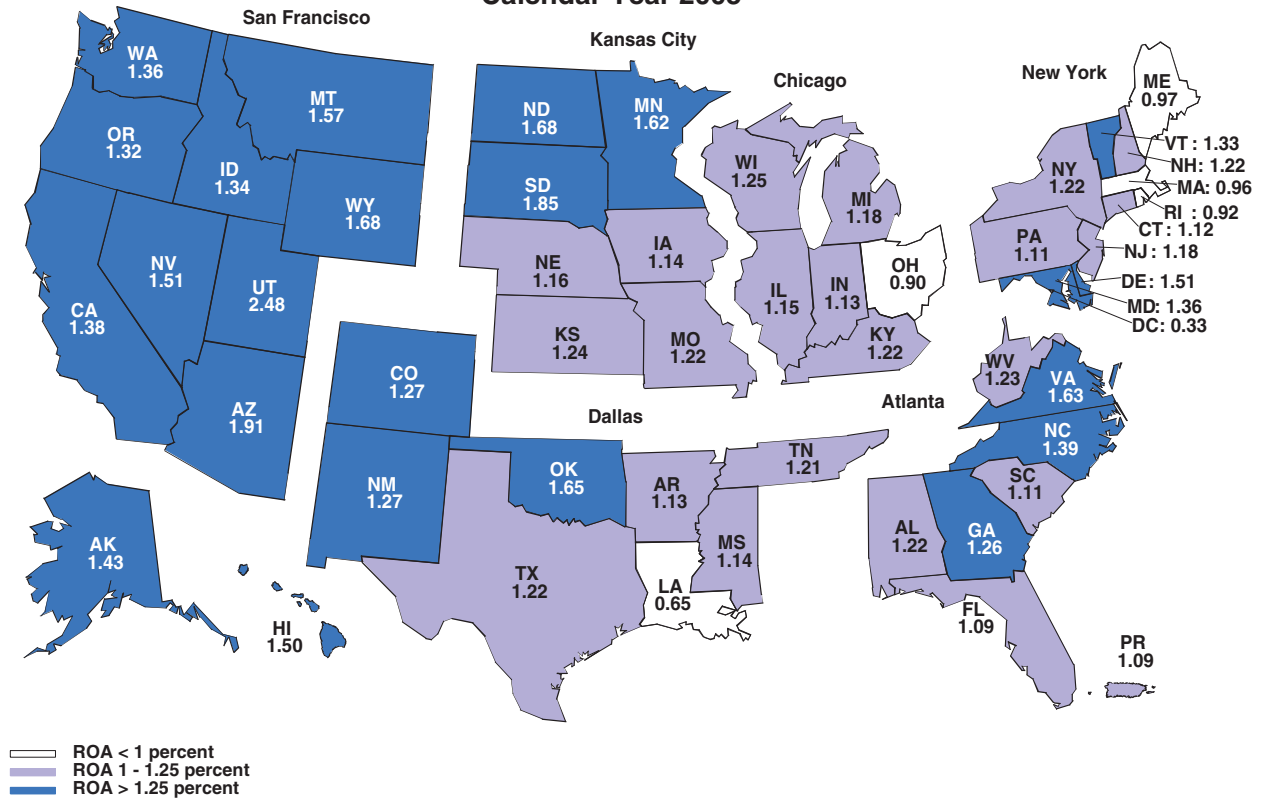 San Francisco
Kansas City
Chicago
New York
WA
1.36
MT
1.57
OR
1.32
ID
1.34
WY
1.68
NV
1.51
UT
2.48
CA
1.38
AZ
1.91
AK
1.43
HI
1.50
ND
1.68
MN
1.62
SD
1.85
NE
1.16
IA
1.14
KS
1.24
MO
1.22
WI
1.25
MI
1.18
IL
1.15
IN
1.13
OH
0.90
KY
1.22
ME
0.97
NY
1.22
VT : 1.33
NH: 1.22
MA: 0.96
RI : 0.92
CT: 1.12
NJ: 1.18
PA
1.11
DE: 1.51
MD: 1.36
DC: 0.33
Dallas
CO
1.27
NM
1.27
OK
1.65
TX
1.22
AR
1.13
LA
0.65
MS
1.14
TN
1.21
Atlanta
WV
1.23
VA
1.63
NC
1.39
SC
1.11
AL
1.22
GA
1.26
FL
1.09
PR
1.09
ROA < 1 percent
ROA 1 - 1.25 percent
ROA > 1.25 percent